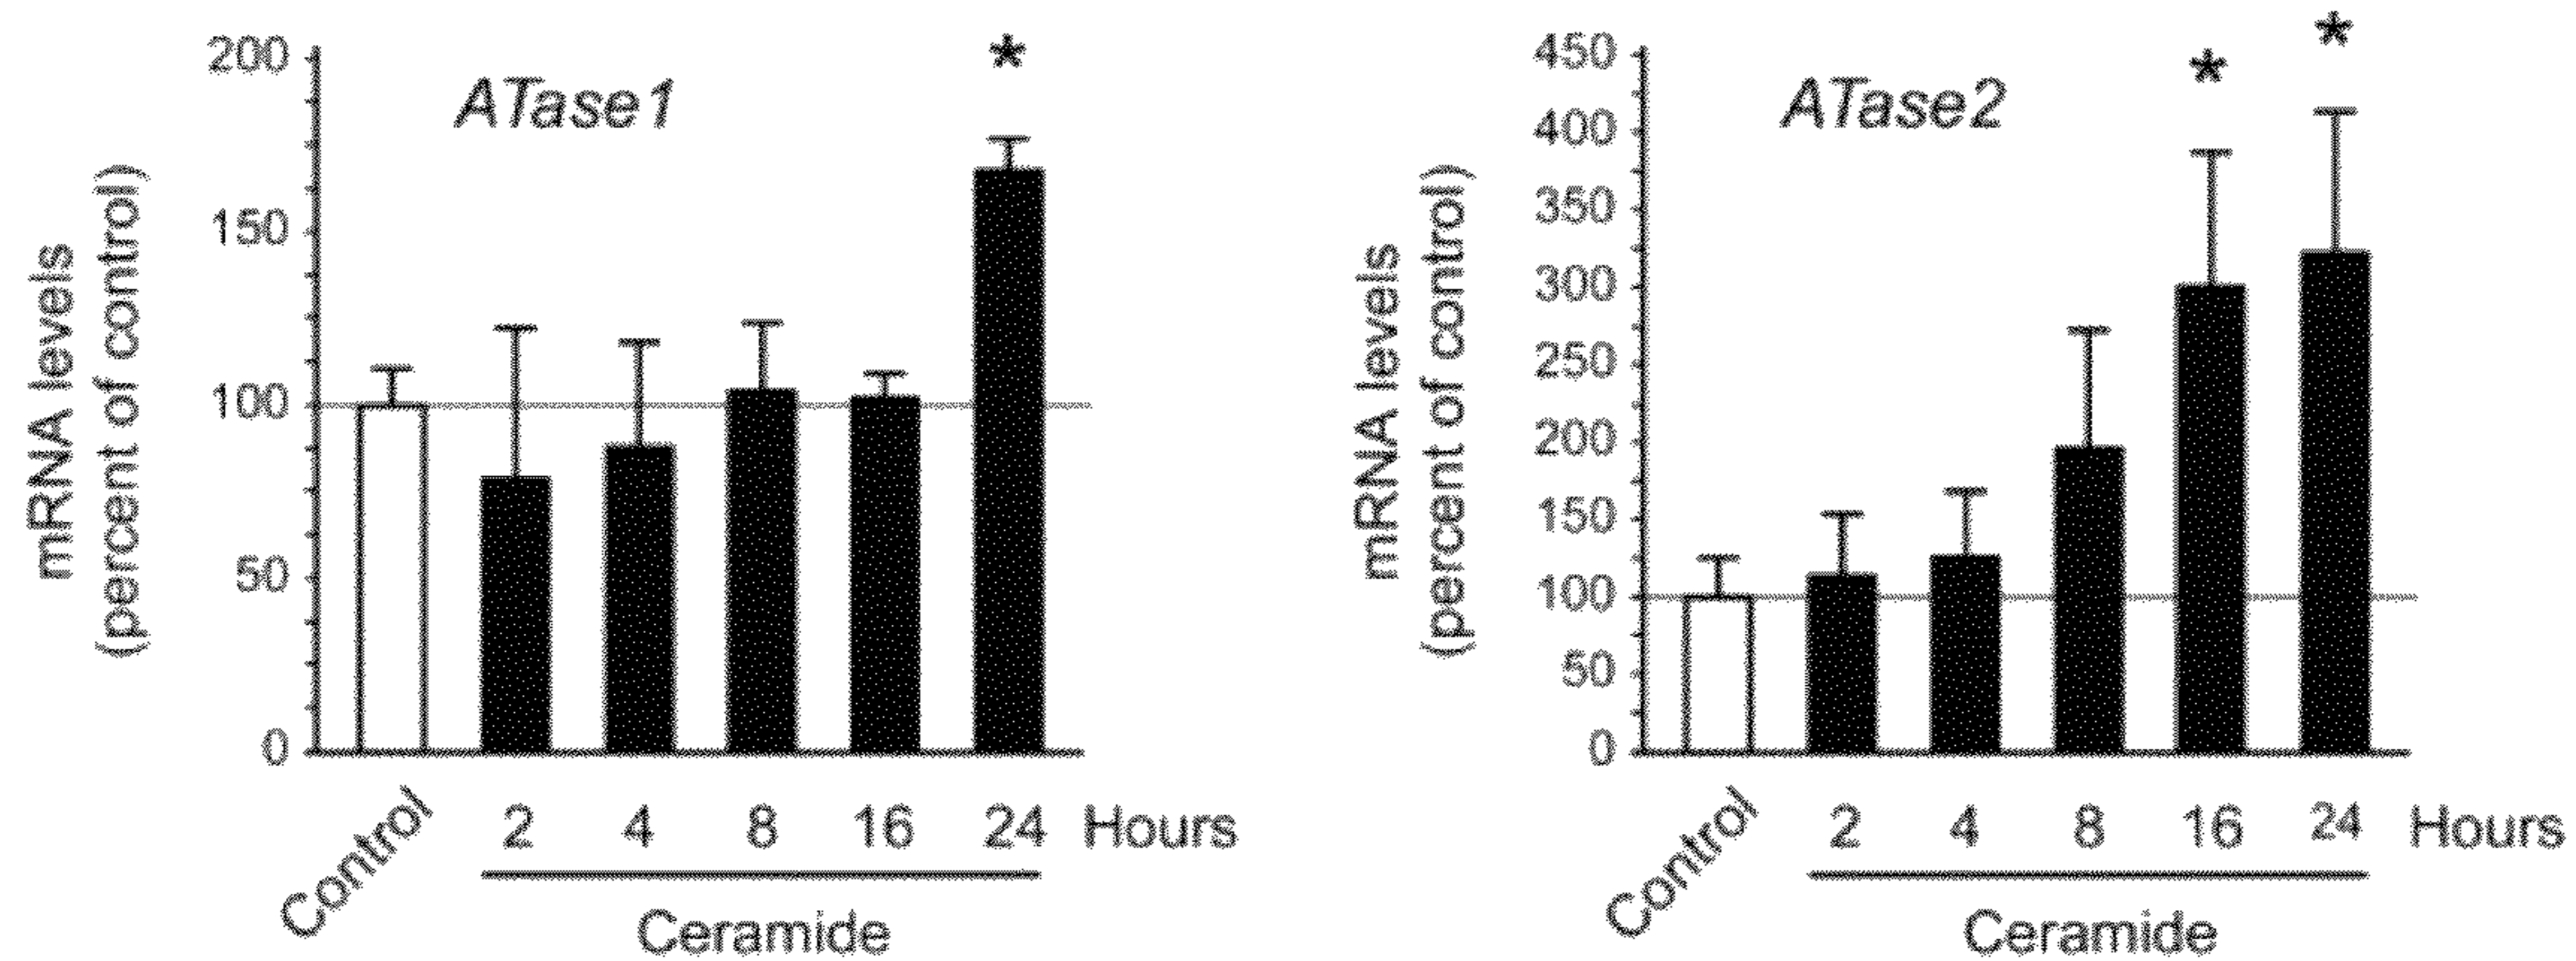 ATase1
*
mRNA levels
(percent of control)
200
150
100
50
0
Control 2 4 8 16 24 Hours
Ceramide
ATase2
* *
mRNA levels
(percent of control)
450
400
350
300
250
200
150
100
50
0
Control 2 4 8 16 24 Hours
Ceramide